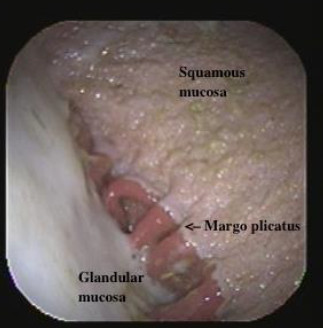 Squamous
mucosa
<- Margo plicatus
Glandular
mucosa